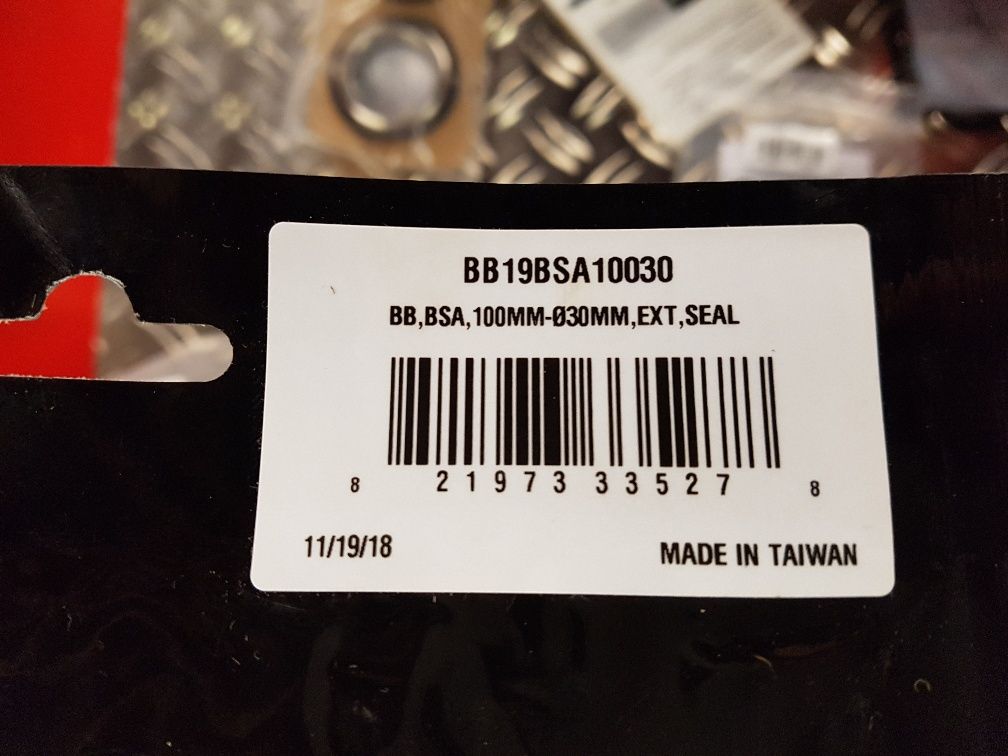 BB19BSA10030
BB,BSA,100MM-Ø30MM,EXT,SEAL
8 21973 33527 8
11/19/18
MADE IN TAIWAN